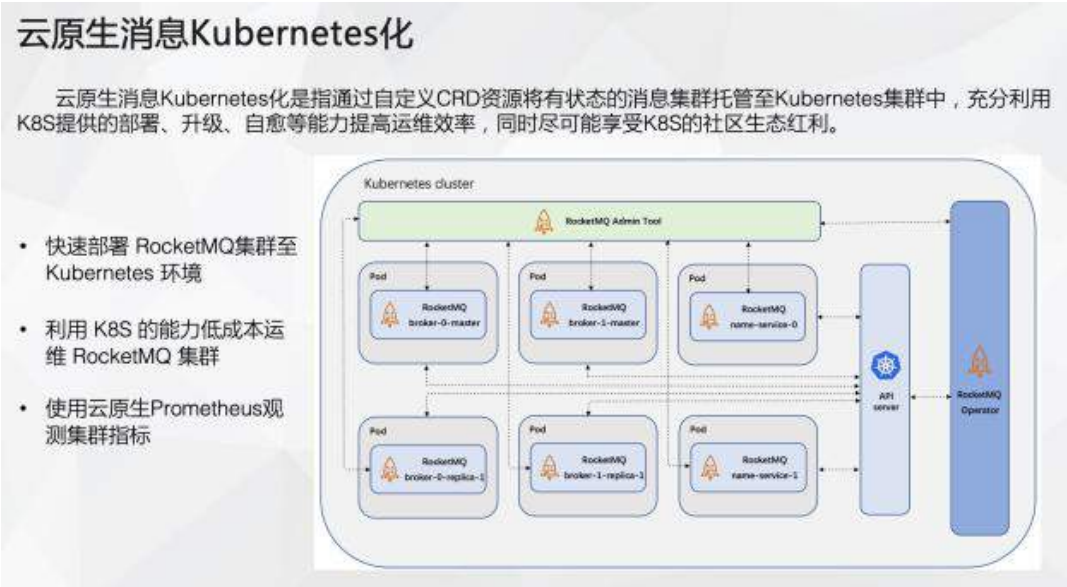 云原生消息Kubernetes化
云原生消息Kubernetes化是指通过自定义CRD资源将有状态的消息集群托管至Kubernetes集群中，充分利用
K8S提供的部署、升级、自愈等能力提高运维效率，同时尽可能享受K8S的社区生态红利。
• 快速部署 RocketMQ集群至
Kubernetes 环境
• 利用 K8S 的能力低成本运
维 RocketMQ 集群
• 使用云原生Prometheus观
测集群指标
Kubernetes cluster
RocketMQ Admin Tool
Pod
RocketMQ
broker-0-master
Pod
RocketMQ
broker-1-master
Pod
RocketMQ
name-service-0
Pod
RocketMQ
broker-0-replica-1
Pod
RocketMQ
broker-1-replica-1
Pod
RocketMQ
name-service-1
API
server
RocketMQ
Operator